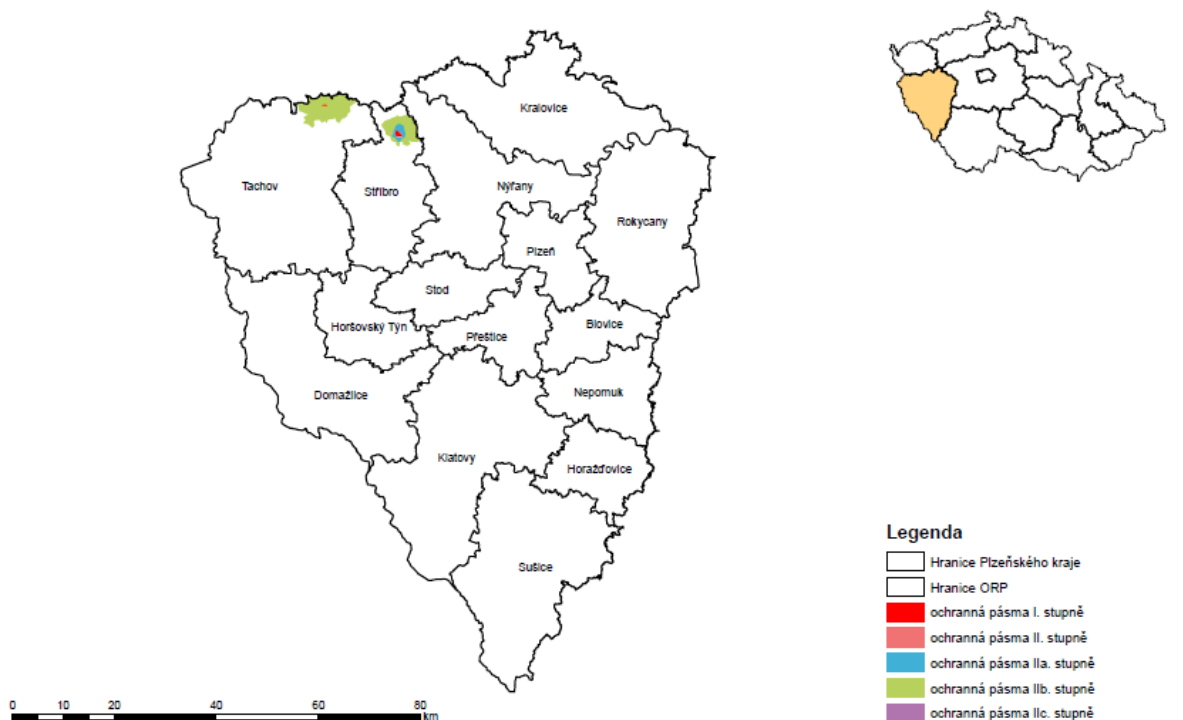 Kralovice
Tachov
Stříbro
Nýřany
Rokycany
Plzeň
Stod
Horšovský Týn
Přeštice
Blovice
Domažlice
Nepomuk
Klatovy
Horažďovice
Sušice
Legenda
Hranice Plzeňského kraje
Hranice ORP
ochranná pásma I. stupně
ochranná pásma II. stupně
ochranná pásma IIa. stupně
ochranná pásma IIb. stupně
ochranná pásma IIc. stupně
0 10 20 40 60 80
km